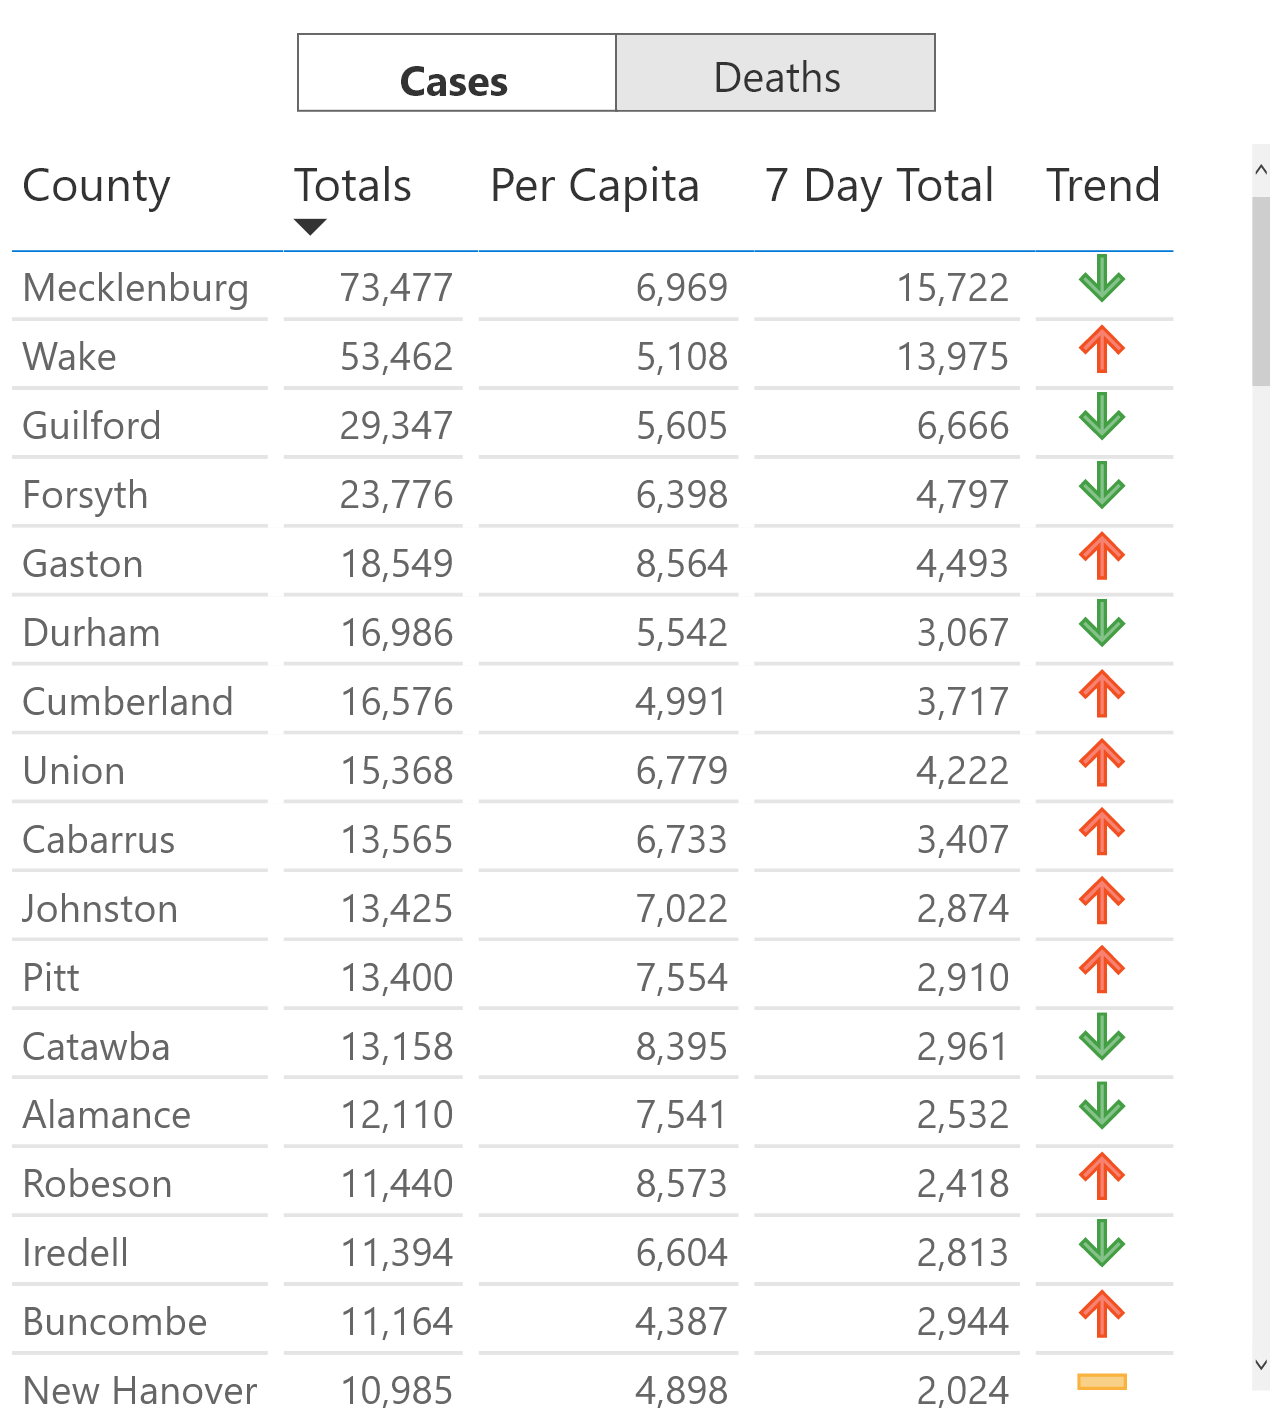 Cases Deaths
County Totals Per Capita 7 Day Total Trend
Mecklenburg 73,477 6,969 15,722
Wake 53,462 5,108 13,975
Guilford 29,347 5,605 6,666
Forsyth 23,776 6,398 4,797
Gaston 18,549 8,564 4,493
Durham 16,986 5,542 3,067
Cumberland 16,576 4,991 3,717
Union 15,368 6,779 4,222
Cabarrus 13,565 6,733 3,407
Johnston 13,425 7,022 2,874
Pitt 13,400 7,554 2,910
Catawba 13,158 8,395 2,961
Alamance 12,110 7,541 2,532
Robeson 11,440 8,573 2,418
Iredell 11,394 6,604 2,813
Buncombe 11,164 4,387 2,944
New Hanover 10,985 4,898 2,024